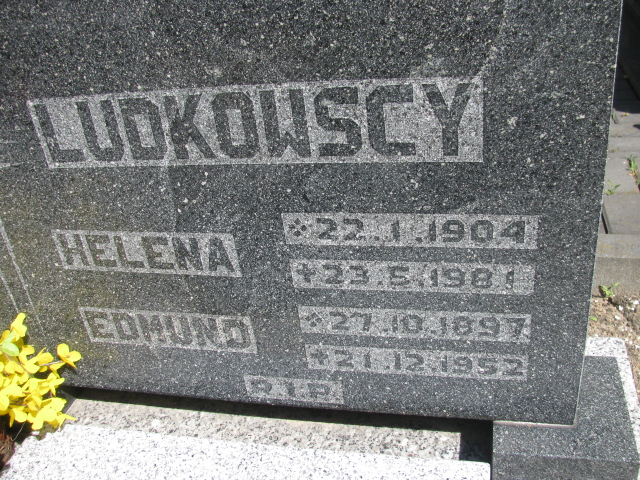 LUDKOWSCY
HELENA
* 22.1.1904
+ 23.5.1981
EDMUND
* 27.10.1897
+ 21.12.1952
R.I.P.